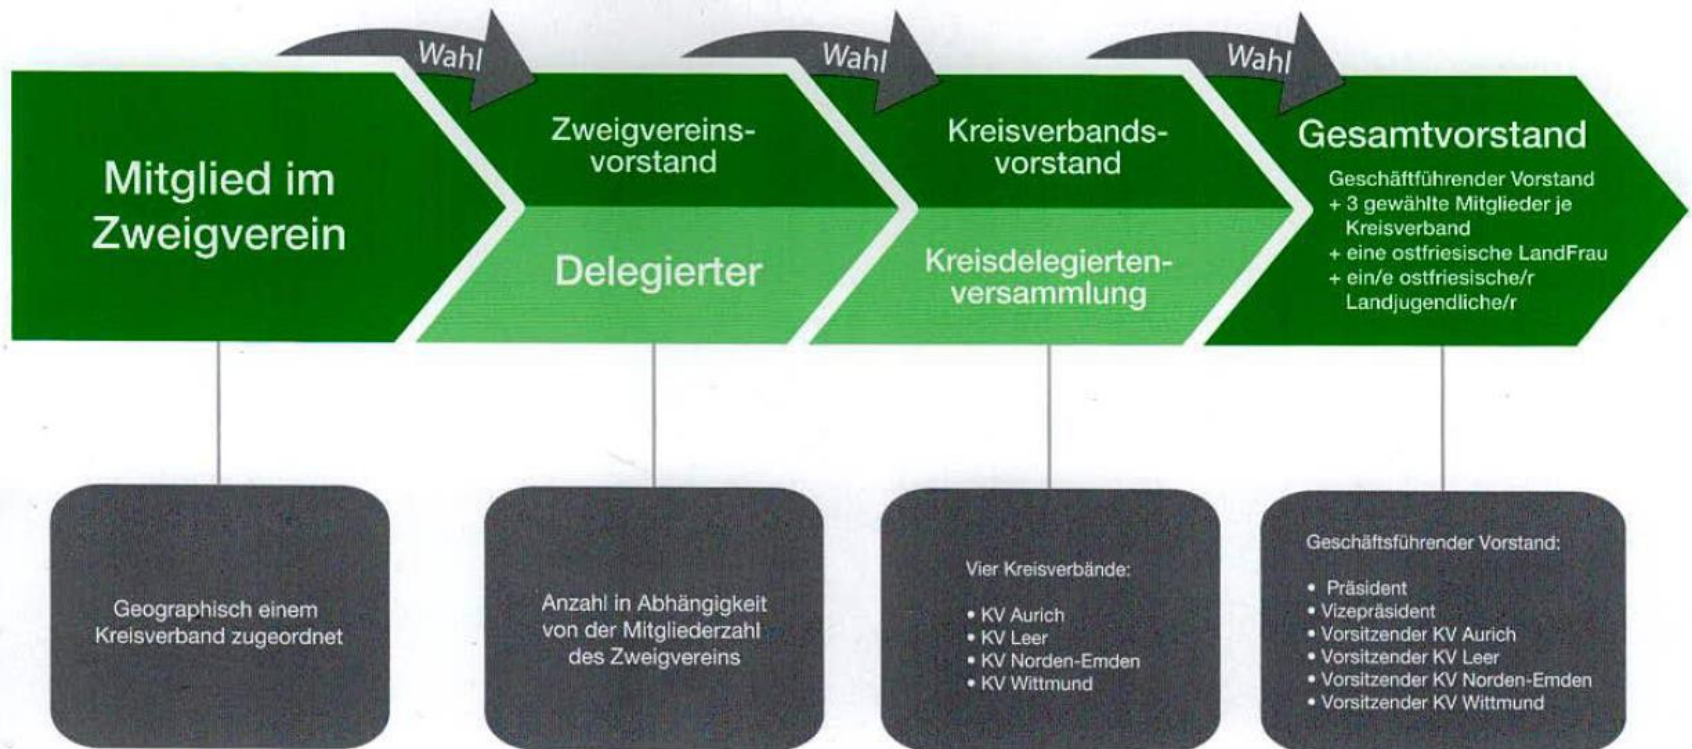 Wahl
Wahl
Wahl
Mitglied im
Zweigverein
Zweigvereins-
vorstand
Delegierter
Kreisverbands-
vorstand
Kreisdelegierten-
versammlung
Gesamtvorstand
Geschäftführender Vorstand
+ 3 gewählte Mitglieder je
Kreisverband
+ eine ostfriesische LandFrau
+ ein/e ostfriesische/r
Landjugendliche/r
Geographisch einem
Kreisverband zugeordnet
Anzahl in Abhängigkeit
von der Mitgliederzahl
des Zweigvereins
Vier Kreisverbände:
• KV Aurich
• KV Leer
• KV Norden-Emden
• KV Wittmund
Geschäftsführender Vorstand:
• Präsident
• Vizepräsident
• Vorsitzender KV Aurich
• Vorsitzender KV Leer
• Vorsitzender KV Norden-Emden
• Vorsitzender KV Wittmund